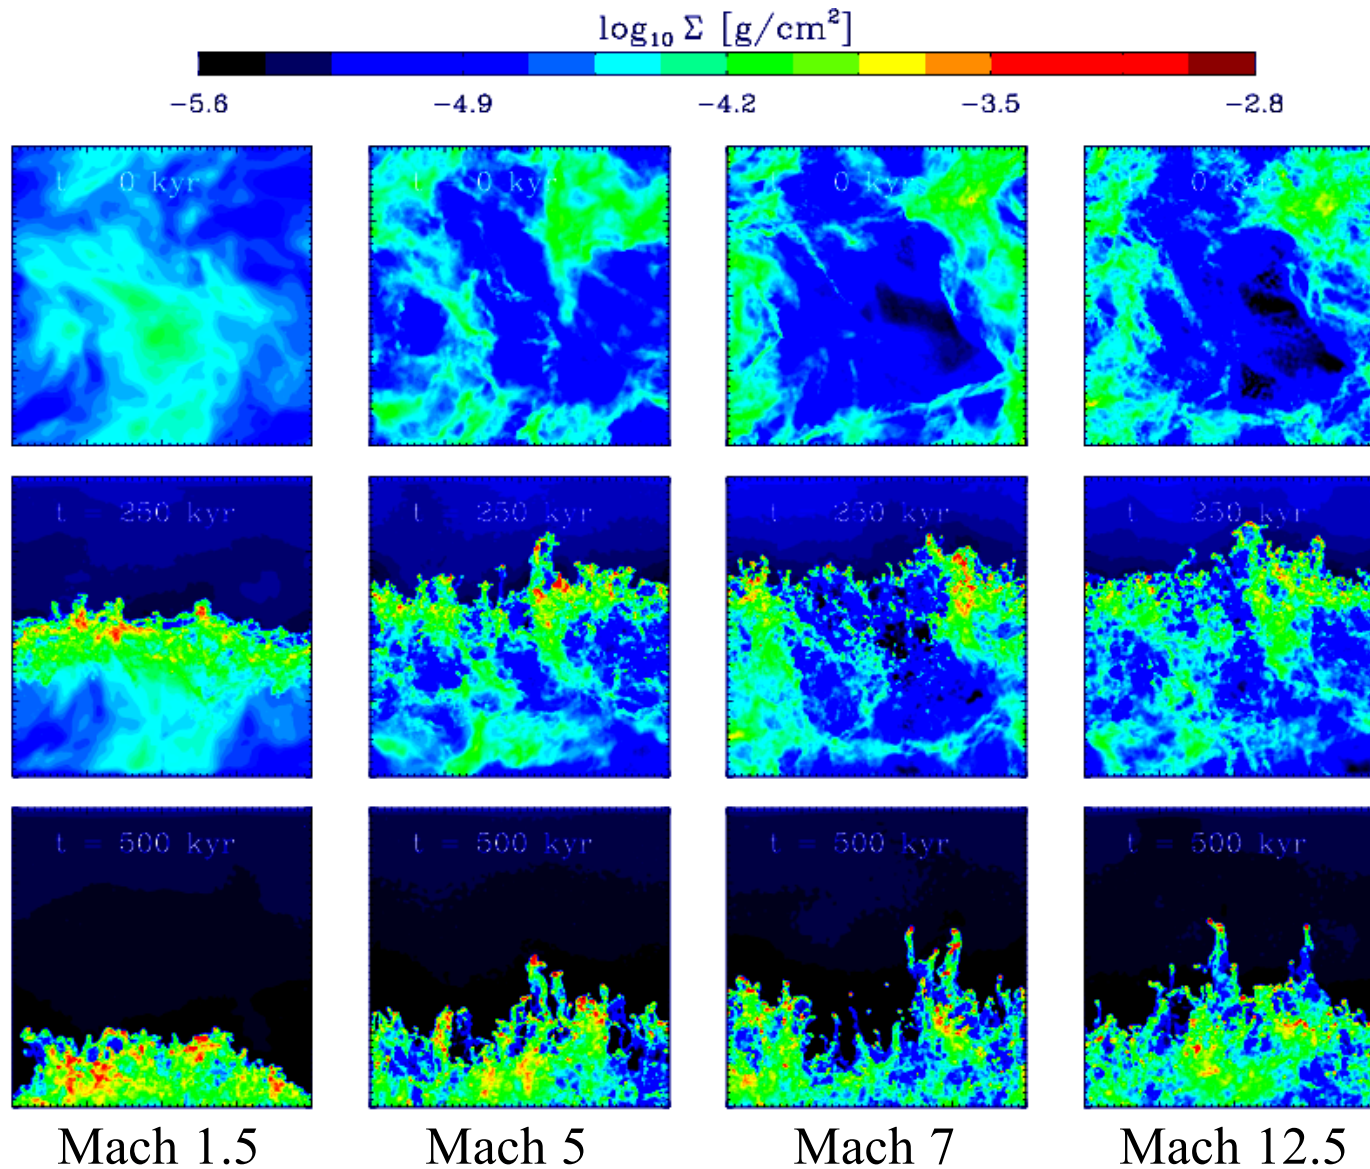 log₁₀ Σ [g/cm²]
−5.6 −4.9 −4.2 −3.5 −2.8
t = 0 kyr t = 0 kyr t = 0 kyr t = 0 kyr
t = 250 kyr t = 250 kyr t = 250 kyr t = 250 kyr
t = 500 kyr t = 500 kyr t = 500 kyr t = 500 kyr
Mach 1.5 Mach 5 Mach 7 Mach 12.5